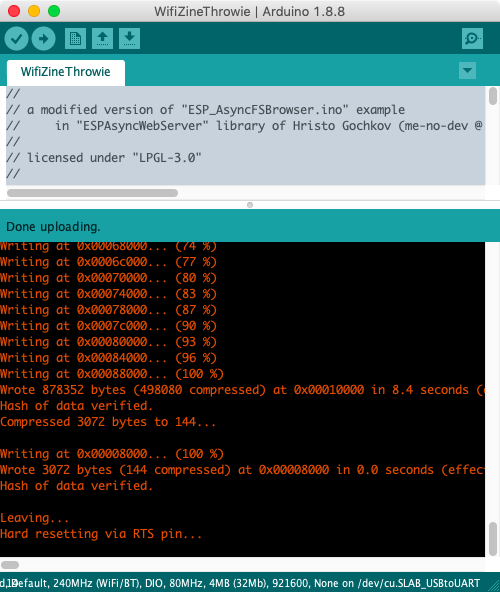 WifiZineThrowie | Arduino 1.8.8
WifiZineThrowie
//
// a modified version of "ESP_AsyncFSBrowser.ino" example
//     in "ESPAsyncWebServer" library of Hristo Gochkov (me-no-dev @
//
// licensed under "LPGL-3.0"
//
Done uploading.
Writing at 0x00068000... (74 %)
Writing at 0x0006c000... (77 %)
Writing at 0x00070000... (80 %)
Writing at 0x00074000... (83 %)
Writing at 0x00078000... (87 %)
Writing at 0x0007c000... (90 %)
Writing at 0x00080000... (93 %)
Writing at 0x00084000... (96 %)
Writing at 0x00088000... (100 %)
Wrote 878352 bytes (498080 compressed) at 0x00010000 in 8.4 seconds (
Hash of data verified.
Compressed 3072 bytes to 144...
Writing at 0x00008000... (100 %)
Wrote 3072 bytes (144 compressed) at 0x00008000 in 0.0 seconds (effec
Hash of data verified.
Leaving...
Hard resetting via RTS pin...
Default, 240MHz (WiFi/BT), DIO, 80MHz, 4MB (32Mb), 921600, None on /dev/cu.SLAB_USBtoUART